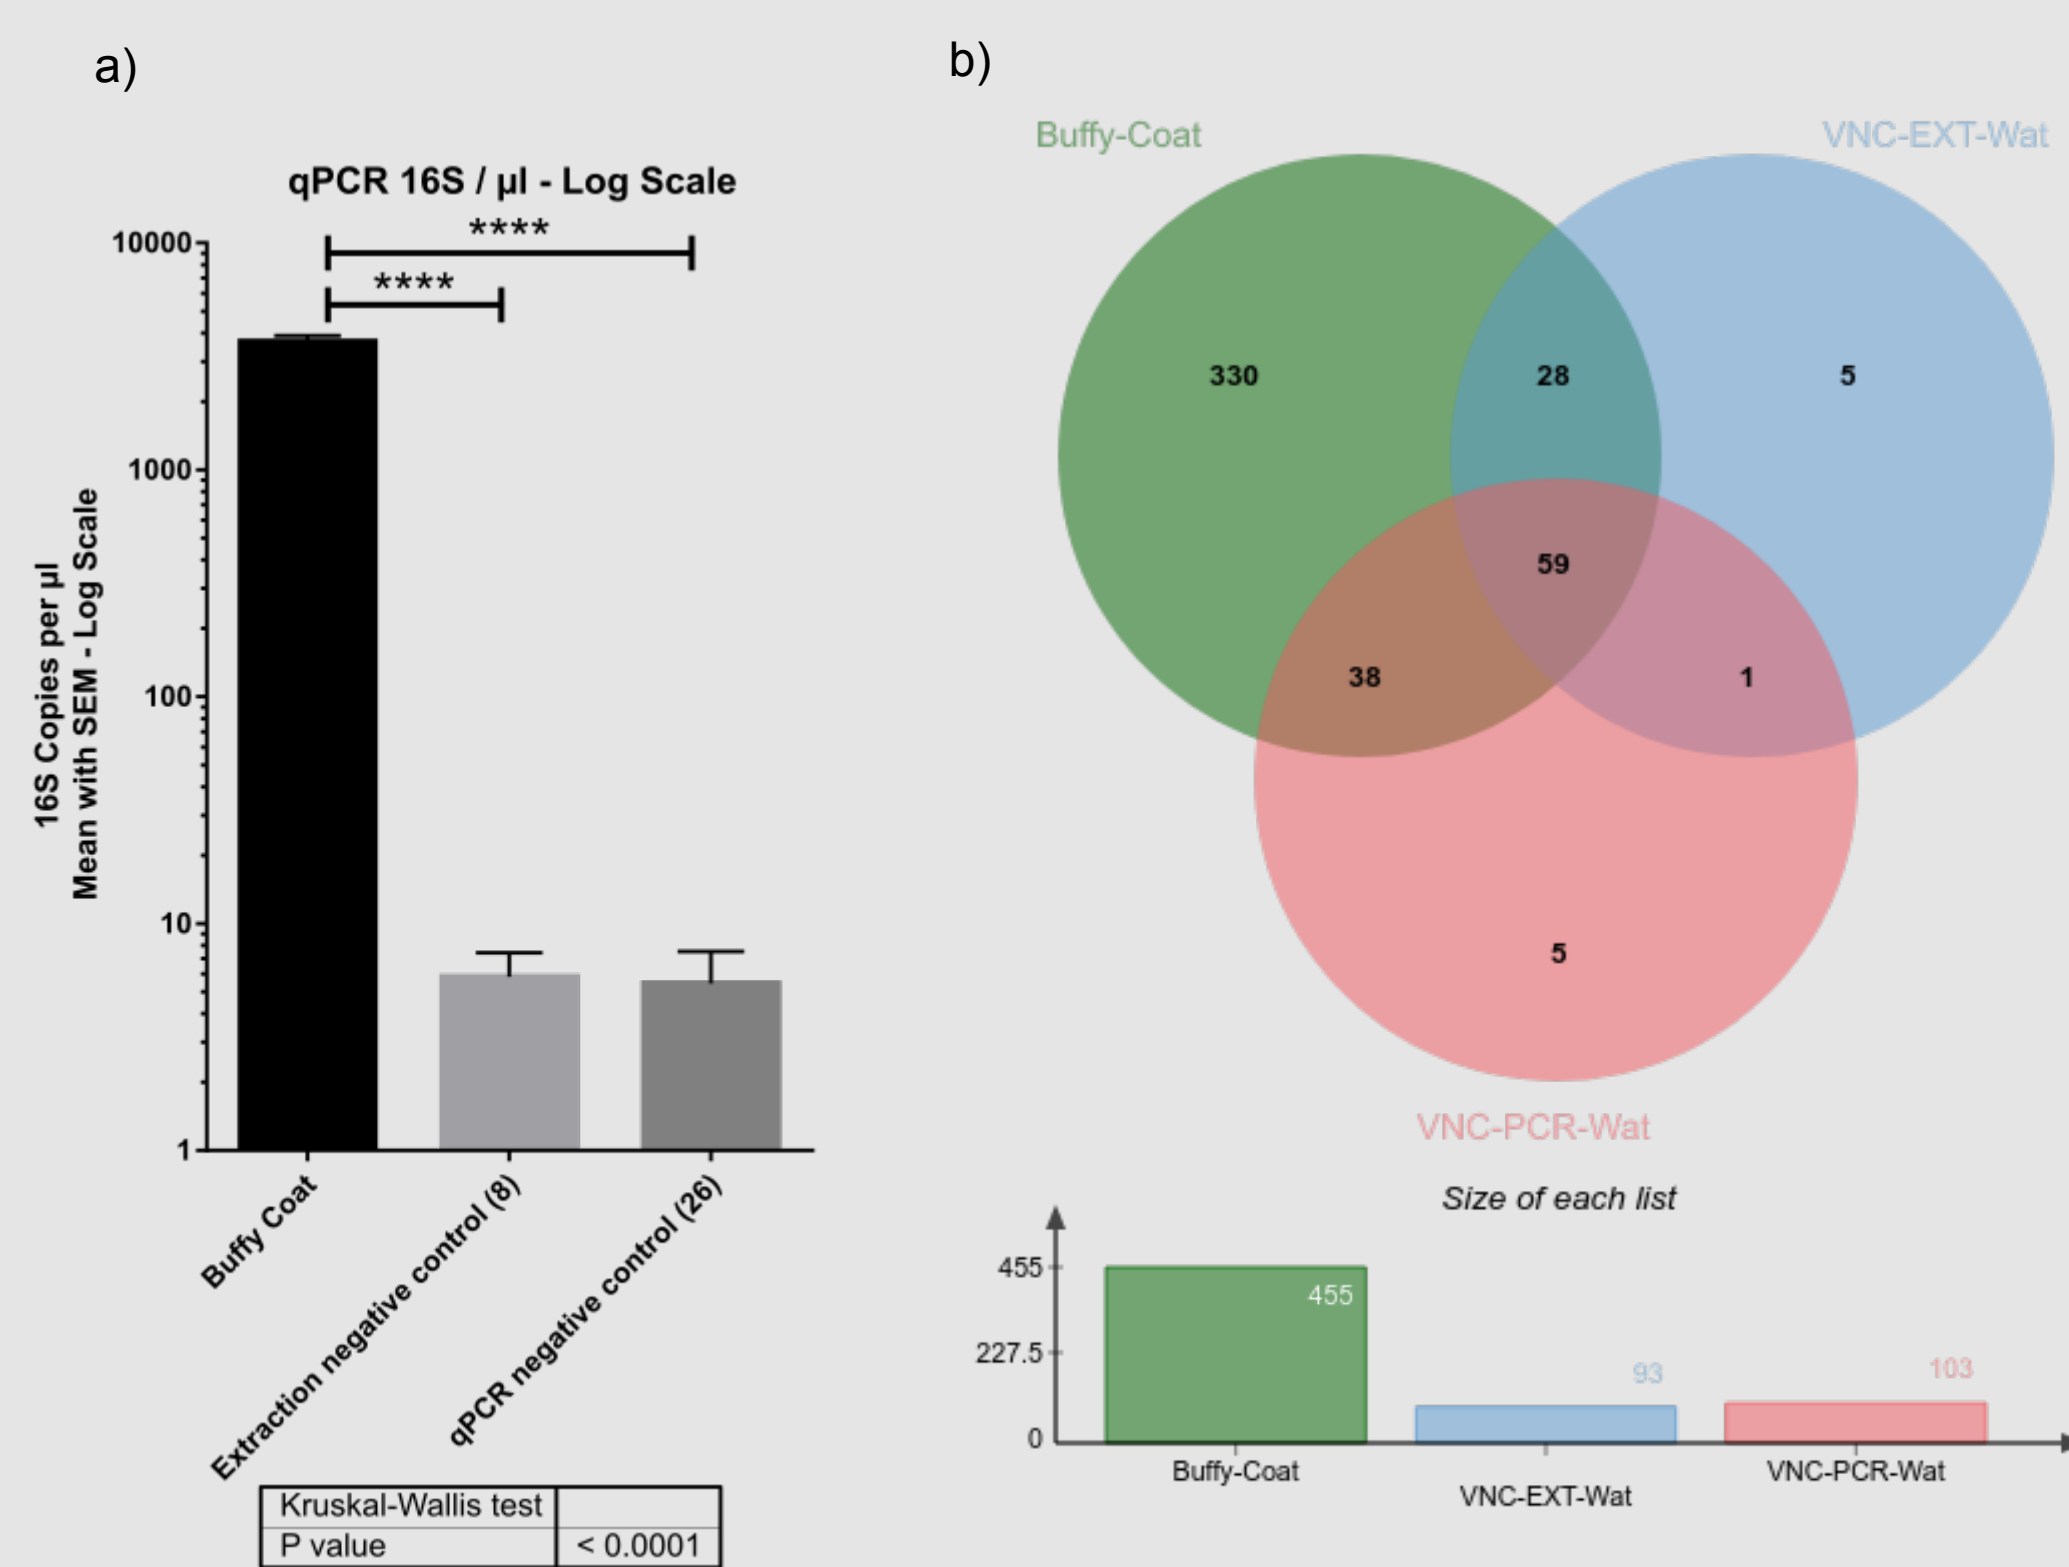 a)
qPCR 16S / µl - Log Scale
****
****
10000
1000
100
10
1
16S Copies per µl
Mean with SEM - Log Scale
Buffy Coat
Extraction negative control (8)
qPCR negative control (26)
Kruskal-Wallis test
P value < 0.0001
b)
Buffy-Coat
VNC-EXT-Wat
330
28
5
59
38
1
5
VNC-PCR-Wat
Size of each list
455
227.5
0
455
93
103
Buffy-Coat
VNC-EXT-Wat
VNC-PCR-Wat